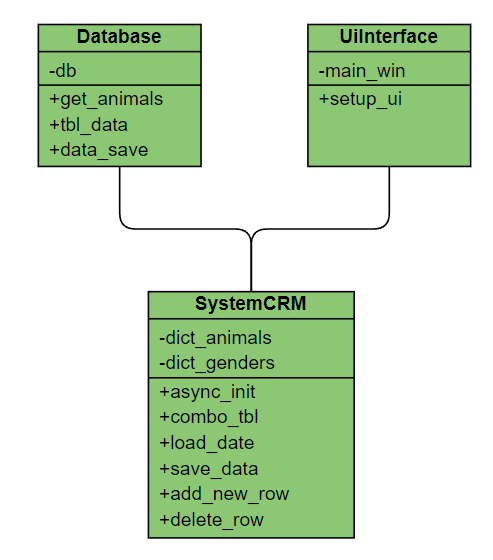 Database
-db
+get_animals
+tbl_data
+data_save
UiInterface
-main_win
+setup_ui
SystemCRM
-dict_animals
-dict_genders
+async_init
+combo_tbl
+load_date
+save_data
+add_new_row
+delete_row